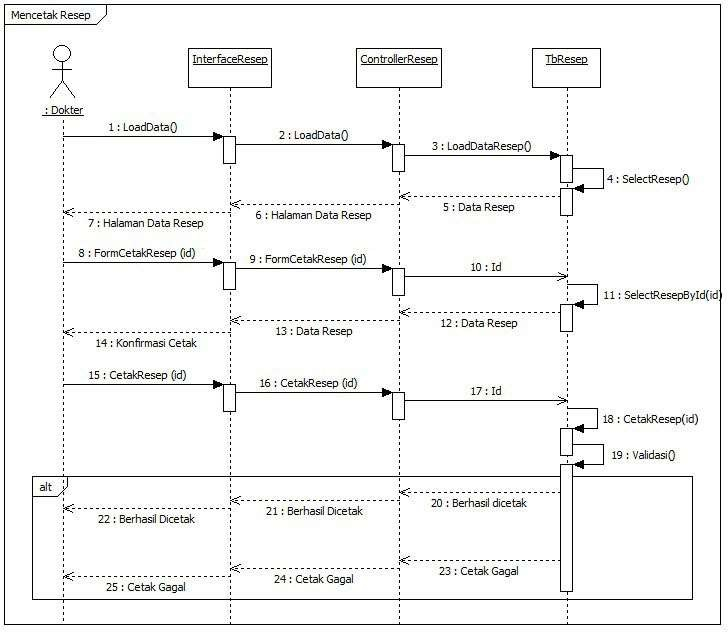 Mencetak Resep
InterfaceResep
ControllerResep
TbResep
: Dokter
1 : LoadData()
2 : LoadData()
3 : LoadDataResep()
4 : SelectResep()
5 : Data Resep
6 : Halaman Data Resep
7 : Halaman Data Resep
8 : FormCetakResep (id)
9 : FormCetakResep (id)
10 : Id
11 : SelectResepById(id)
12 : Data Resep
13 : Data Resep
14 : Konfirmasi Cetak
15 : CetakResep (id)
16 : CetakResep (id)
17 : Id
18 : CetakResep(id)
19 : Validasi()
alt
20 : Berhasil dicetak
21 : Berhasil Dicetak
22 : Berhasil Dicetak
23 : Cetak Gagal
24 : Cetak Gagal
25 : Cetak Gagal